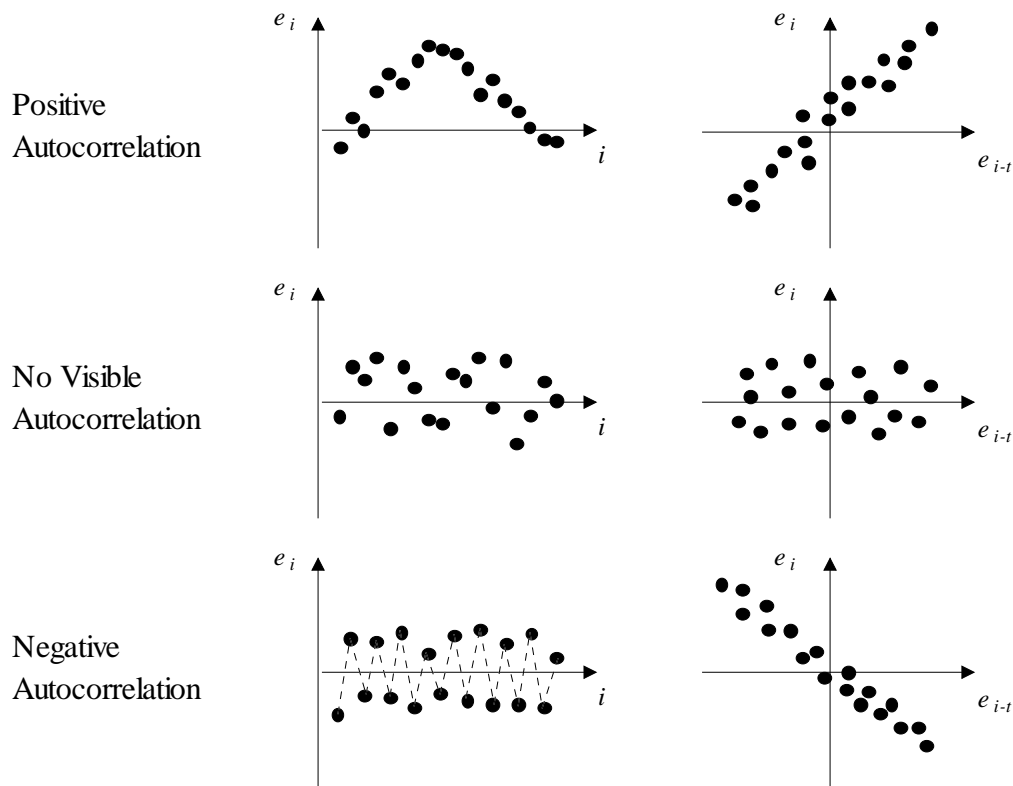 e i
e i
Positive
Autocorrelation
i
e i-t
e i
e i
No Visible
Autocorrelation
i
e i-t
e i
e i
Negative
Autocorrelation
i
e i-t